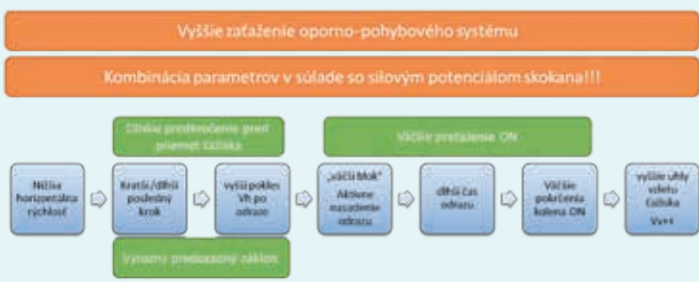 Vyššie zaťaženie oporno-pohybového systému
Kombinácia parametrov v súlade so silovým potenciálom skokana!!!
predkročenie pred
priemet ťažiska
Väčšie preťaženie ON
Nižšia
horizontálna
rýchlosť
Kratší/dlhší
posledný
krok
vyšší pokles
Vh po
odraze
„väčší blok“
Aktívne
nasadenie
odrazu
dlhší čas
odrazu
Väčšie
pokrčenie
kolena ON
vyššie uhly
vzletu
ťažiska
Vv++
Výrazný predodrazový záklon